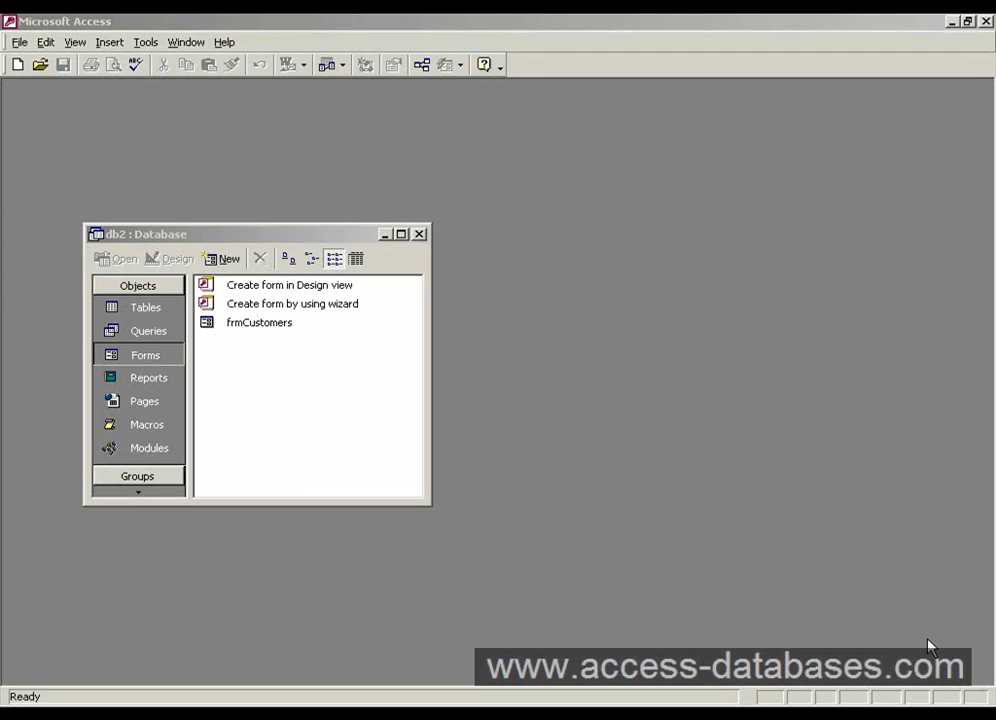 Microsoft Access
File Edit View Insert Tools Window Help
db2 : Database
Open Design New
Objects
Tables
Queries
Forms
Reports
Pages
Macros
Modules
Groups
Create form in Design view
Create form by using wizard
frmCustomers
www.access-databases.com
Ready